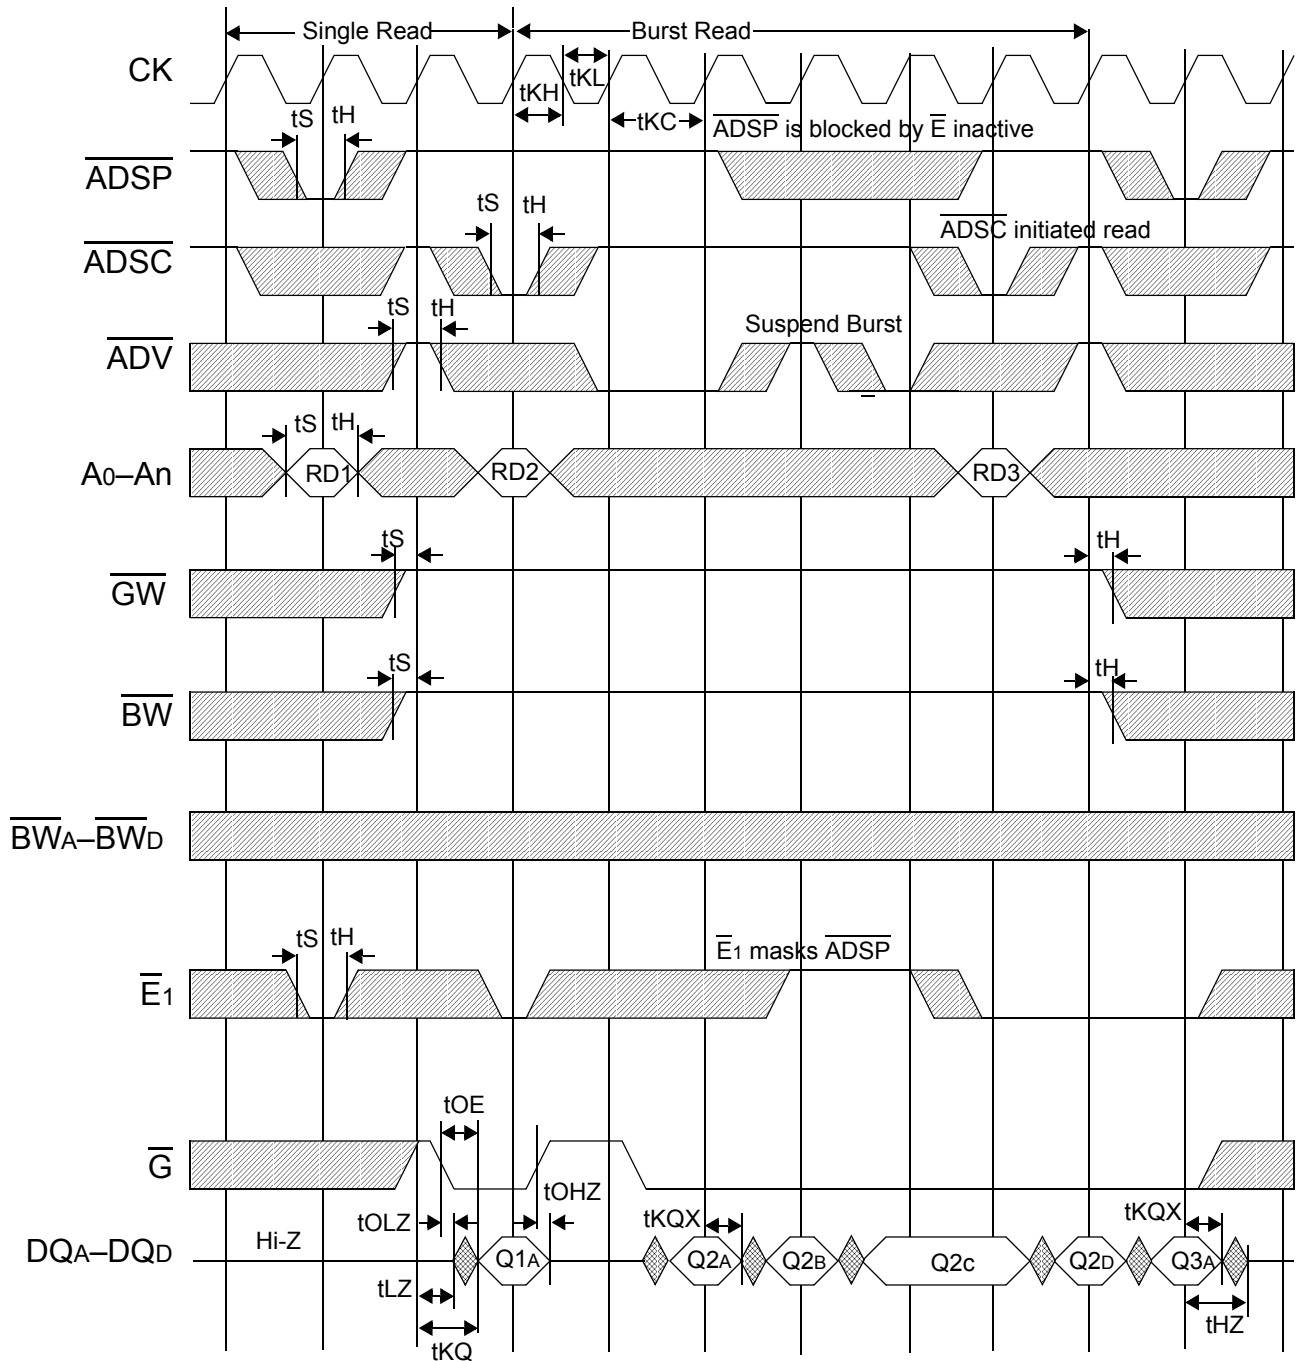 Single Read Burst Read
CK
tKL
tKH
tS tH tKC
ADSP is blocked by E inactive
ADSP
tS tH
ADSC initiated read
ADSC
tS tH
Suspend Burst
ADV
tS tH
A0–An RD1 RD2 RD3
tS tH
GW
tS tH
BW
BWA–BWD
tS tH
E1 masks ADSP
E1
tOE
G
tOHZ
tOLZ tKQX tKQX
Hi-Z
DQA–DQD Q1A Q2A Q2B Q2c Q2D Q3A
tLZ
tHZ
tKQ